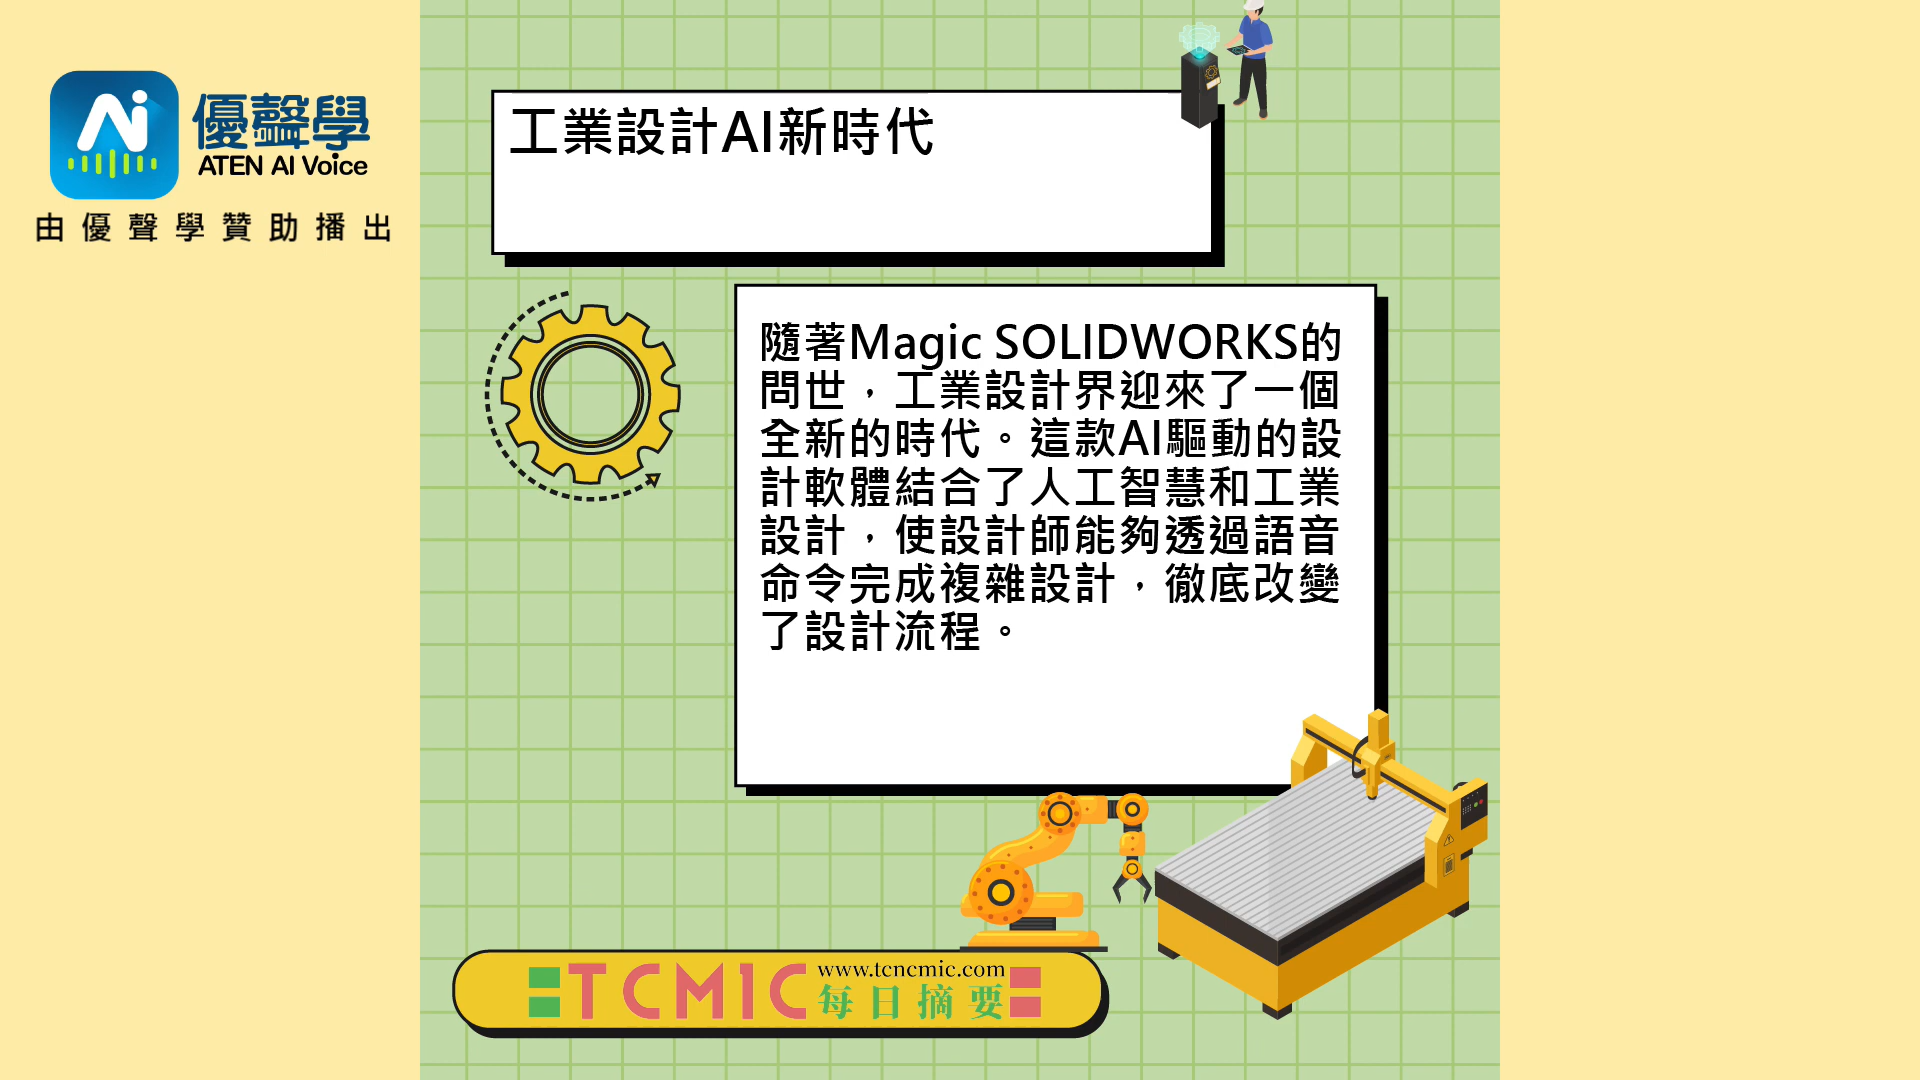 Ai
優聲學
ATEN AI Voice
由優聲學贊助播出
工業設計AI新時代
隨著Magic SOLIDWORKS的
問世，工業設計界迎來了一個
全新的時代。這款AI驅動的設
計軟體結合了人工智慧和工業
設計，使設計師能夠透過語音
命令完成複雜設計，徹底改變
了設計流程。
TCMIC
www.tcncmic.com
每日摘要